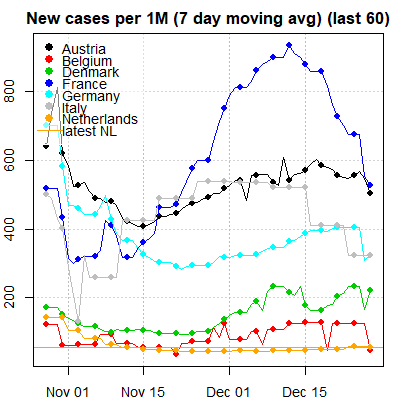 New cases per 1M (7 day moving avg) (last 60)
Austria
Belgium
Denmark
France
Germany
Italy
Netherlands
latest NL
800
600
400
200
Nov 01 Nov 15 Dec 01 Dec 15